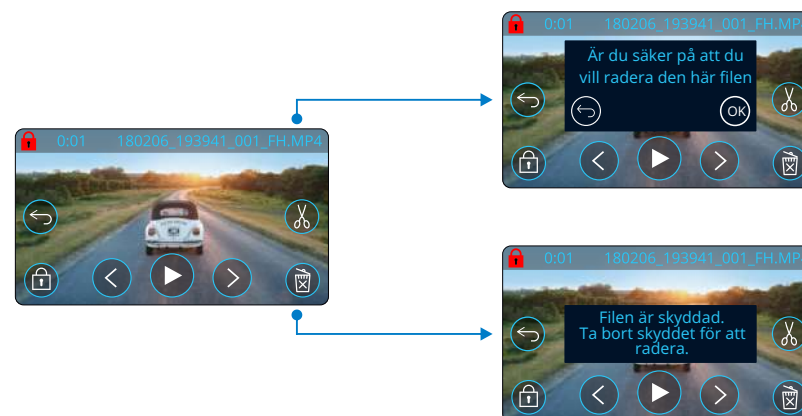 0:01 180206_193941_001_FH.MP4
0:01 180206_193941_001_FH.MP
Är du säker på att du
vill radera den här filen
OK
0:01 180206_193941_001_FH.MP
Filen är skyddad.
Ta bort skyddet för att
radera.